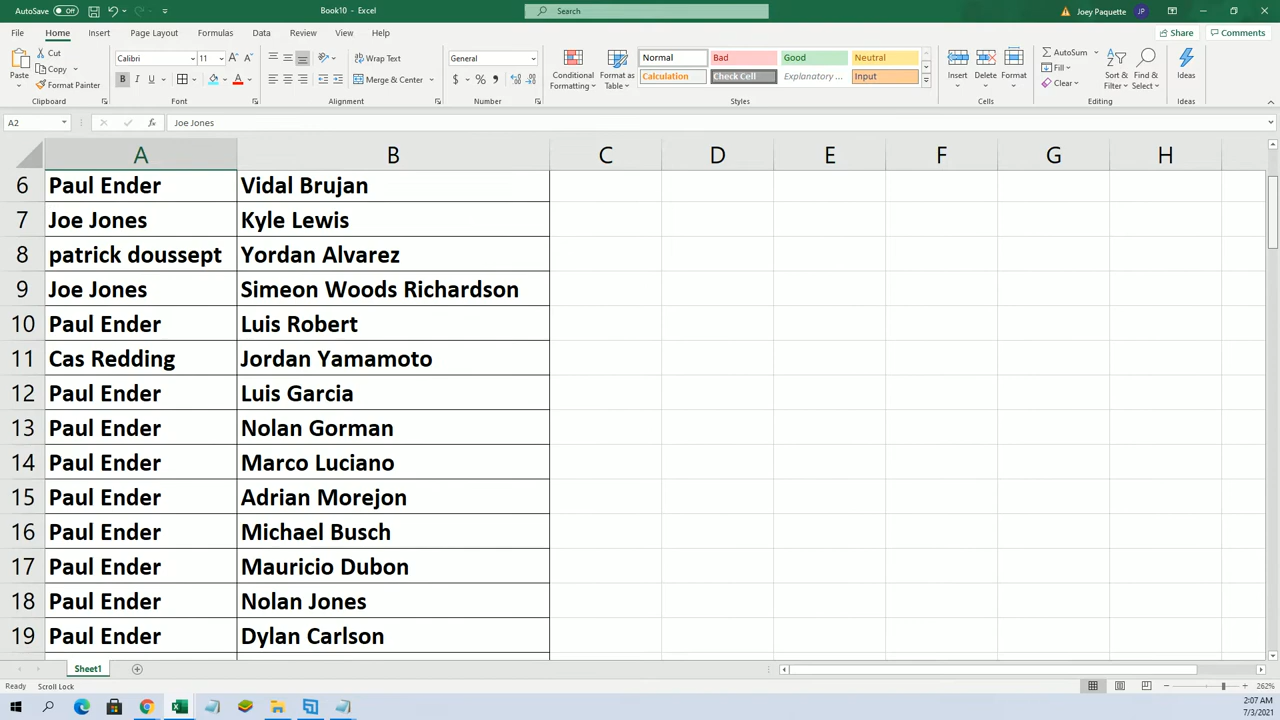 AutoSave Off Book10 - Excel Search Joey Paquette JP
File Home Insert Page Layout Formulas Data Review View Help Share Comments
Paste Cut Copy Format Painter Clipboard
Calibri 11 A A B I U A Font
Wrap Text Merge & Center Alignment
General $ % Number
Conditional Formatting Format as Table Normal Bad Good Neutral Calculation Check Cell Explanatory ... Input Styles
Insert Delete Format Cells
AutoSum Fill Clear Sort & Filter Find & Select Editing
Ideas Ideas
A2 fx Joe Jones
A B C D E F G H
6 Paul Ender Vidal Brujan
7 Joe Jones Kyle Lewis
8 patrick doussept Yordan Alvarez
9 Joe Jones Simeon Woods Richardson
10 Paul Ender Luis Robert
11 Cas Redding Jordan Yamamoto
12 Paul Ender Luis Garcia
13 Paul Ender Nolan Gorman
14 Paul Ender Marco Luciano
15 Paul Ender Adrian Morejon
16 Paul Ender Michael Busch
17 Paul Ender Mauricio Dubon
18 Paul Ender Nolan Jones
19 Paul Ender Dylan Carlson
Sheet1
Ready Scroll Lock 262%
2:07 AM
7/3/2021